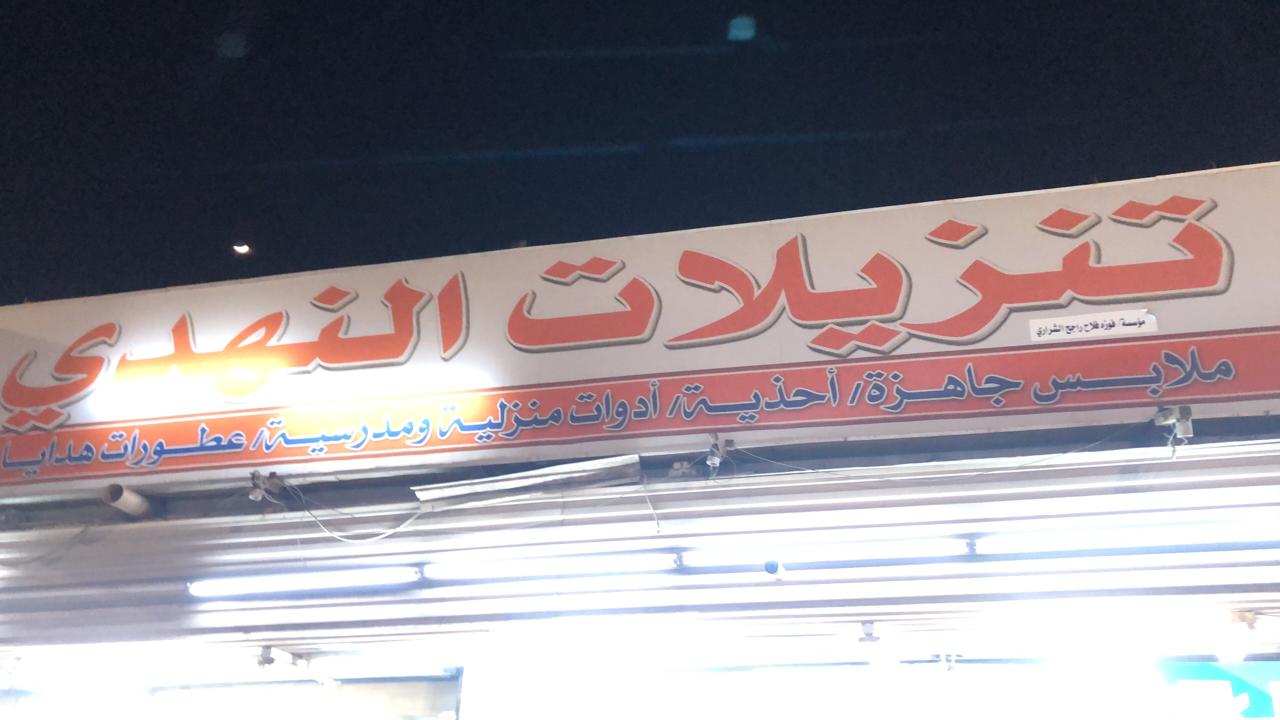 تنزيلات النهدي
مؤسسة/ فوزه فلاح راجح الشراري
ملابس جاهزة/ أحذية/ أدوات منزلية ومدرسية/ عطورات هدايا